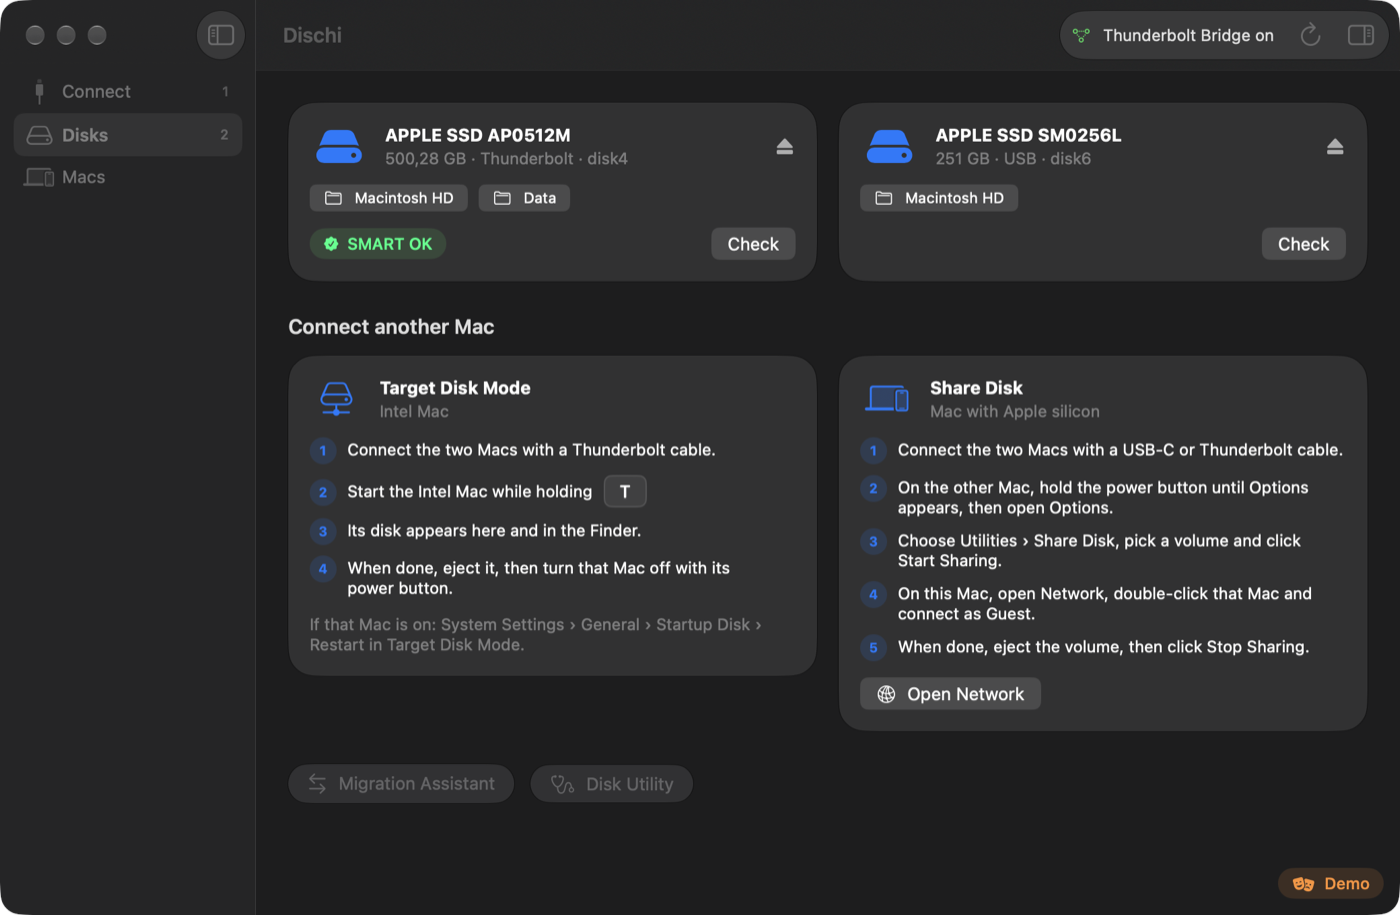 Dischi
Thunderbolt Bridge on
Connect 1
Disks 2
Macs
APPLE SSD AP0512M
500,28 GB · Thunderbolt · disk4
Macintosh HD
Data
SMART OK
Check
APPLE SSD SM0256L
251 GB · USB · disk6
Macintosh HD
Check
Connect another Mac
Target Disk Mode
Intel Mac
1 Connect the two Macs with a Thunderbolt cable.
2 Start the Intel Mac while holding T
3 Its disk appears here and in the Finder.
4 When done, eject it, then turn that Mac off with its
power button.
If that Mac is on: System Settings › General › Startup Disk ›
Restart in Target Disk Mode.
Share Disk
Mac with Apple silicon
1 Connect the two Macs with a USB-C or Thunderbolt cable.
2 On the other Mac, hold the power button until Options
appears, then open Options.
3 Choose Utilities › Share Disk, pick a volume and click
Start Sharing.
4 On this Mac, open Network, double-click that Mac and
connect as Guest.
5 When done, eject the volume, then click Stop Sharing.
Open Network
Migration Assistant
Disk Utility
Demo